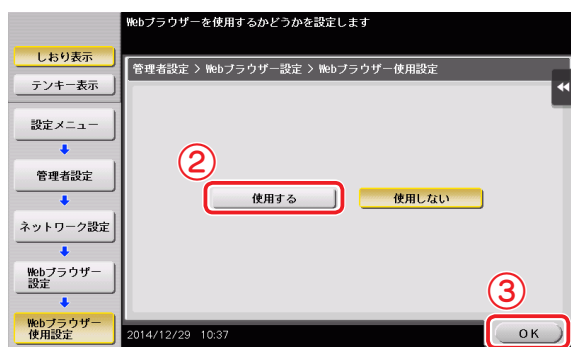 Webブラウザーを使用するかどうかを設定します
しおり表示
テンキー表示
管理者設定 > Webブラウザー設定 > Webブラウザー使用設定
設定メニュー
管理者設定
ネットワーク設定
Webブラウザー
設定
Webブラウザー
使用設定
②
使用する
使用しない
③
2014/12/29 10:37
OK